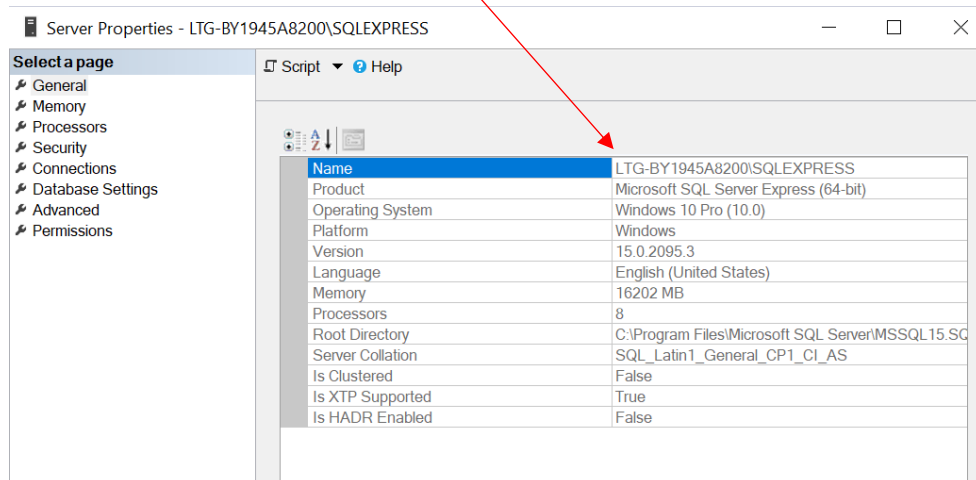 Server Properties - LTG-BY1945A8200\SQLEXPRESS
Select a page
General
Memory
Processors
Security
Connections
Database Settings
Advanced
Permissions
Script Help
Name LTG-BY1945A8200\SQLEXPRESS
Product Microsoft SQL Server Express (64-bit)
Operating System Windows 10 Pro (10.0)
Platform Windows
Version 15.0.2095.3
Language English (United States)
Memory 16202 MB
Processors 8
Root Directory C:\Program Files\Microsoft SQL Server\MSSQL15.SQ
Server Collation SQL_Latin1_General_CP1_CI_AS
Is Clustered False
Is XTP Supported True
Is HADR Enabled False